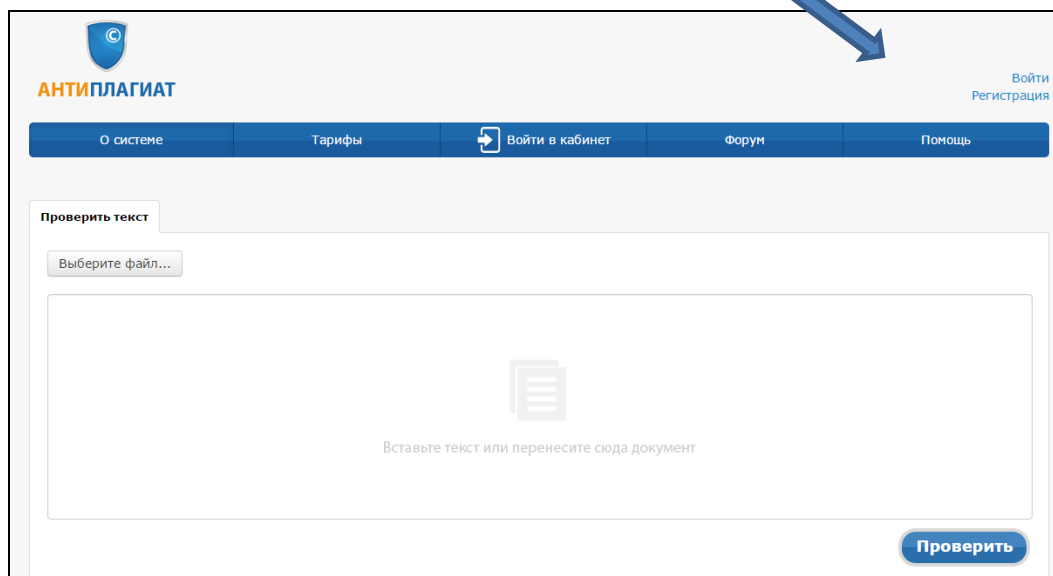 ©
АНТИПЛАГИАТ
Войти
Регистрация
О системе Тарифы Войти в кабинет Форум Помощь
Проверить текст
Выберите файл...
Вставьте текст или перенесите сюда документ
Проверить